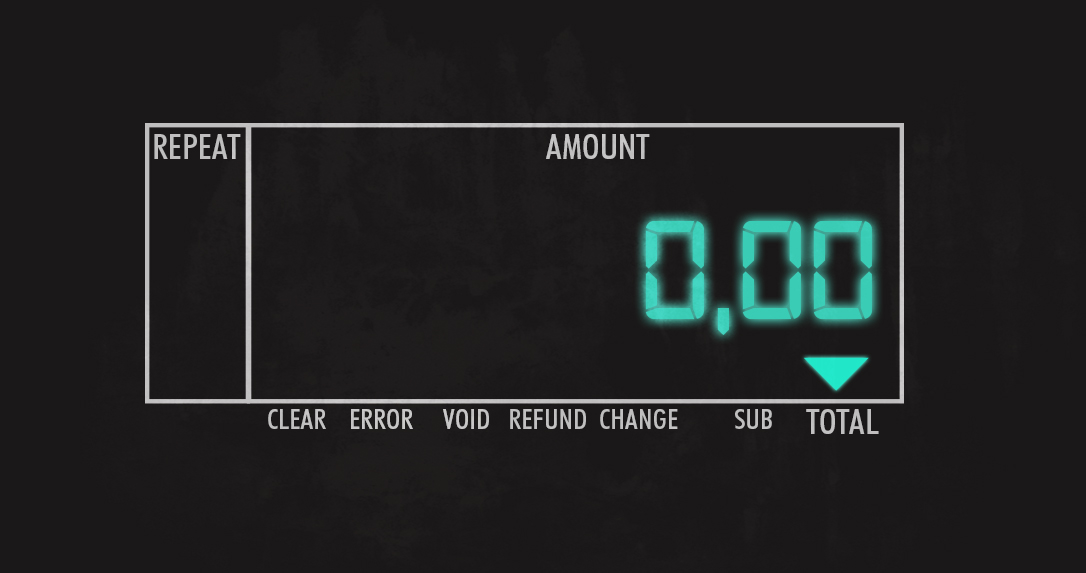 REPEAT AMOUNT
0,00
CLEAR ERROR VOID REFUND CHANGE SUB TOTAL